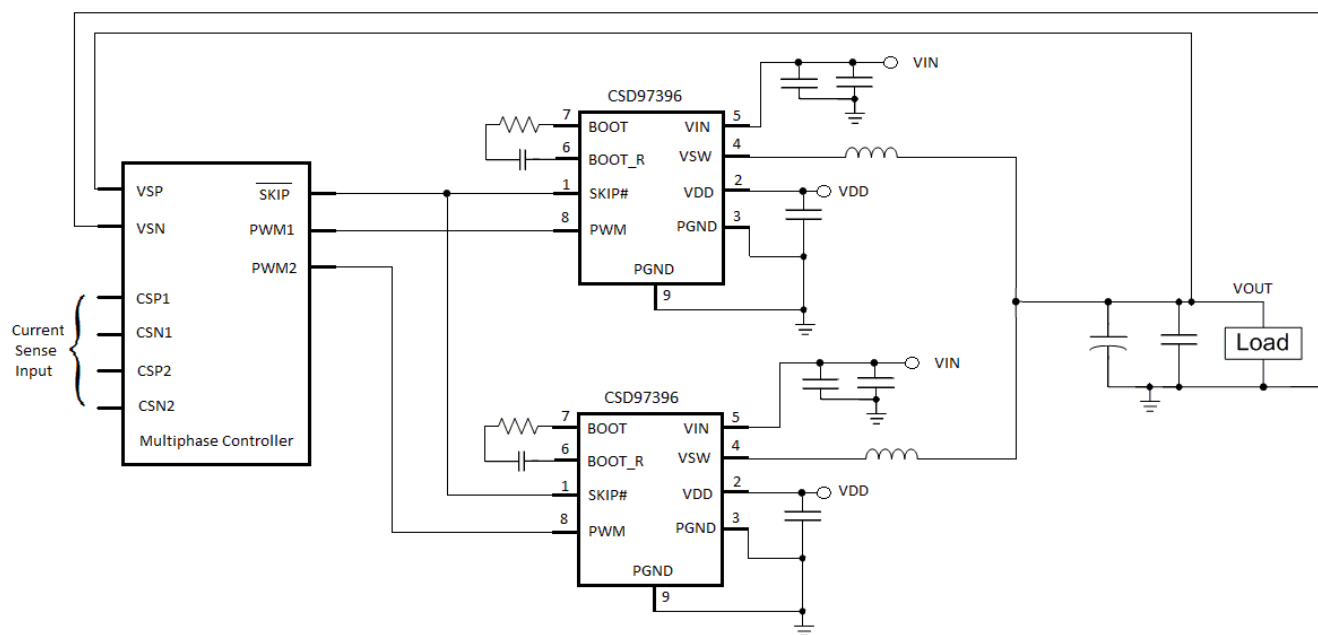 VIN
CSD97396
7
BOOT
VIN
5
6
BOOT_R
VSW
4
VSP
SKIP
1
SKIP#
VDD
2
VDD
VSN
PWM1
8
PWM
PGND
3
PWM2
PGND
9
CSP1
VOUT
Current
Sense
Input
CSN1
CSP2
CSN2
Load
Multiphase Controller
VIN
CSD97396
7
BOOT
VIN
5
6
BOOT_R
VSW
4
1
SKIP#
VDD
2
VDD
8
PWM
PGND
3
PGND
9